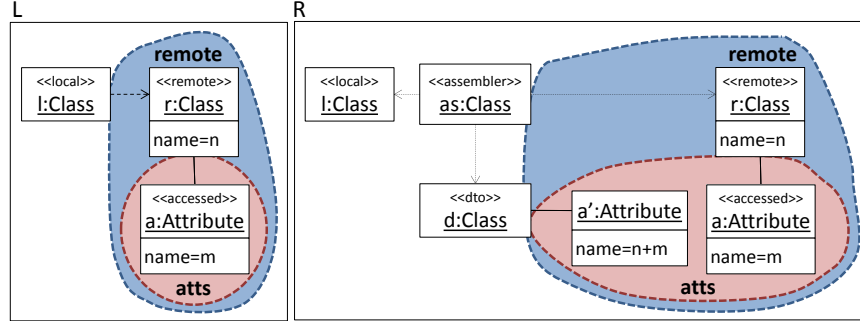 L
remote
<<local>>
l:Class
<<remote>>
r:Class
name=n
<<accessed>>
a:Attribute
name=m
atts
R
remote
<<local>>
l:Class
<<assembler>>
as:Class
<<remote>>
r:Class
name=n
<<dto>>
d:Class
a’:Attribute
name=n+m
<<accessed>>
a:Attribute
name=m
atts